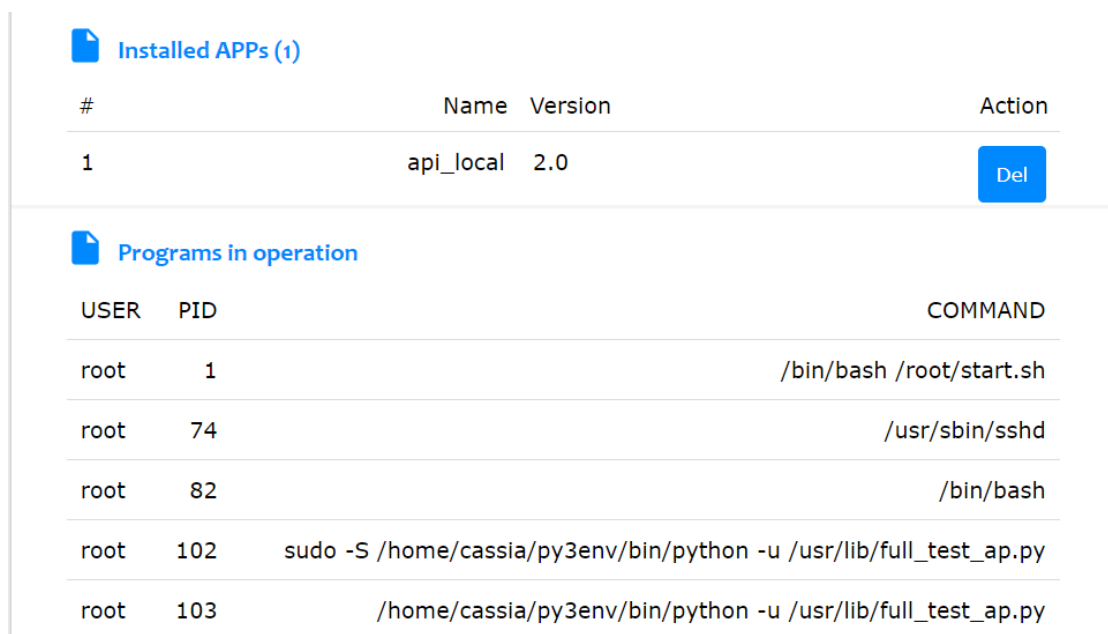 Installed APPs (1)
# Name Version Action
1 api_local 2.0 Del
Programs in operation
USER PID COMMAND
root 1 /bin/bash /root/start.sh
root 74 /usr/sbin/sshd
root 82 /bin/bash
root 102 sudo -S /home/cassia/py3env/bin/python -u /usr/lib/full_test_ap.py
root 103 /home/cassia/py3env/bin/python -u /usr/lib/full_test_ap.py